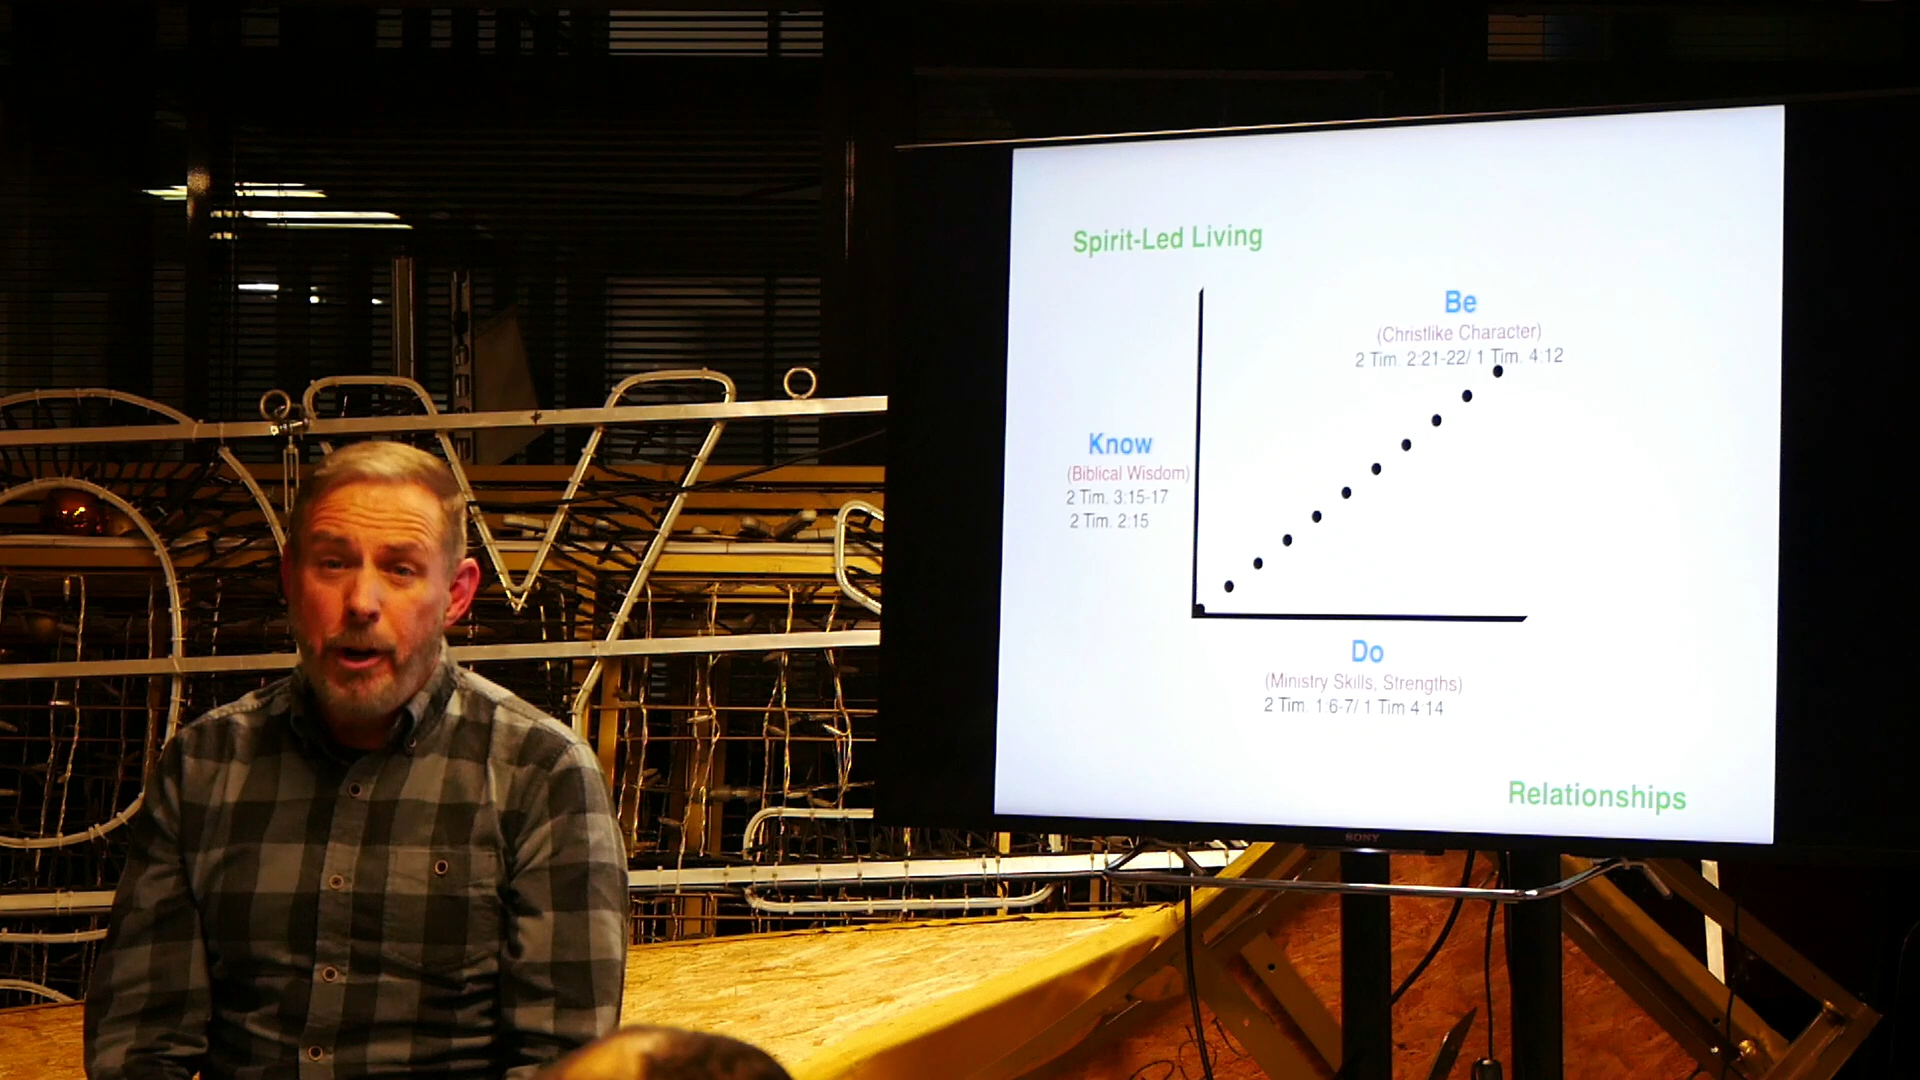 Spirit-Led Living
Be
(Christlike Character)
2 Tim. 2:21-22/ 1 Tim. 4:12
Know
(Biblical Wisdom)
2 Tim. 3:15-17
2 Tim. 2:15
Do
(Ministry Skills, Strengths)
2 Tim. 1:6-7/ 1 Tim 4:14
Relationships
SONY